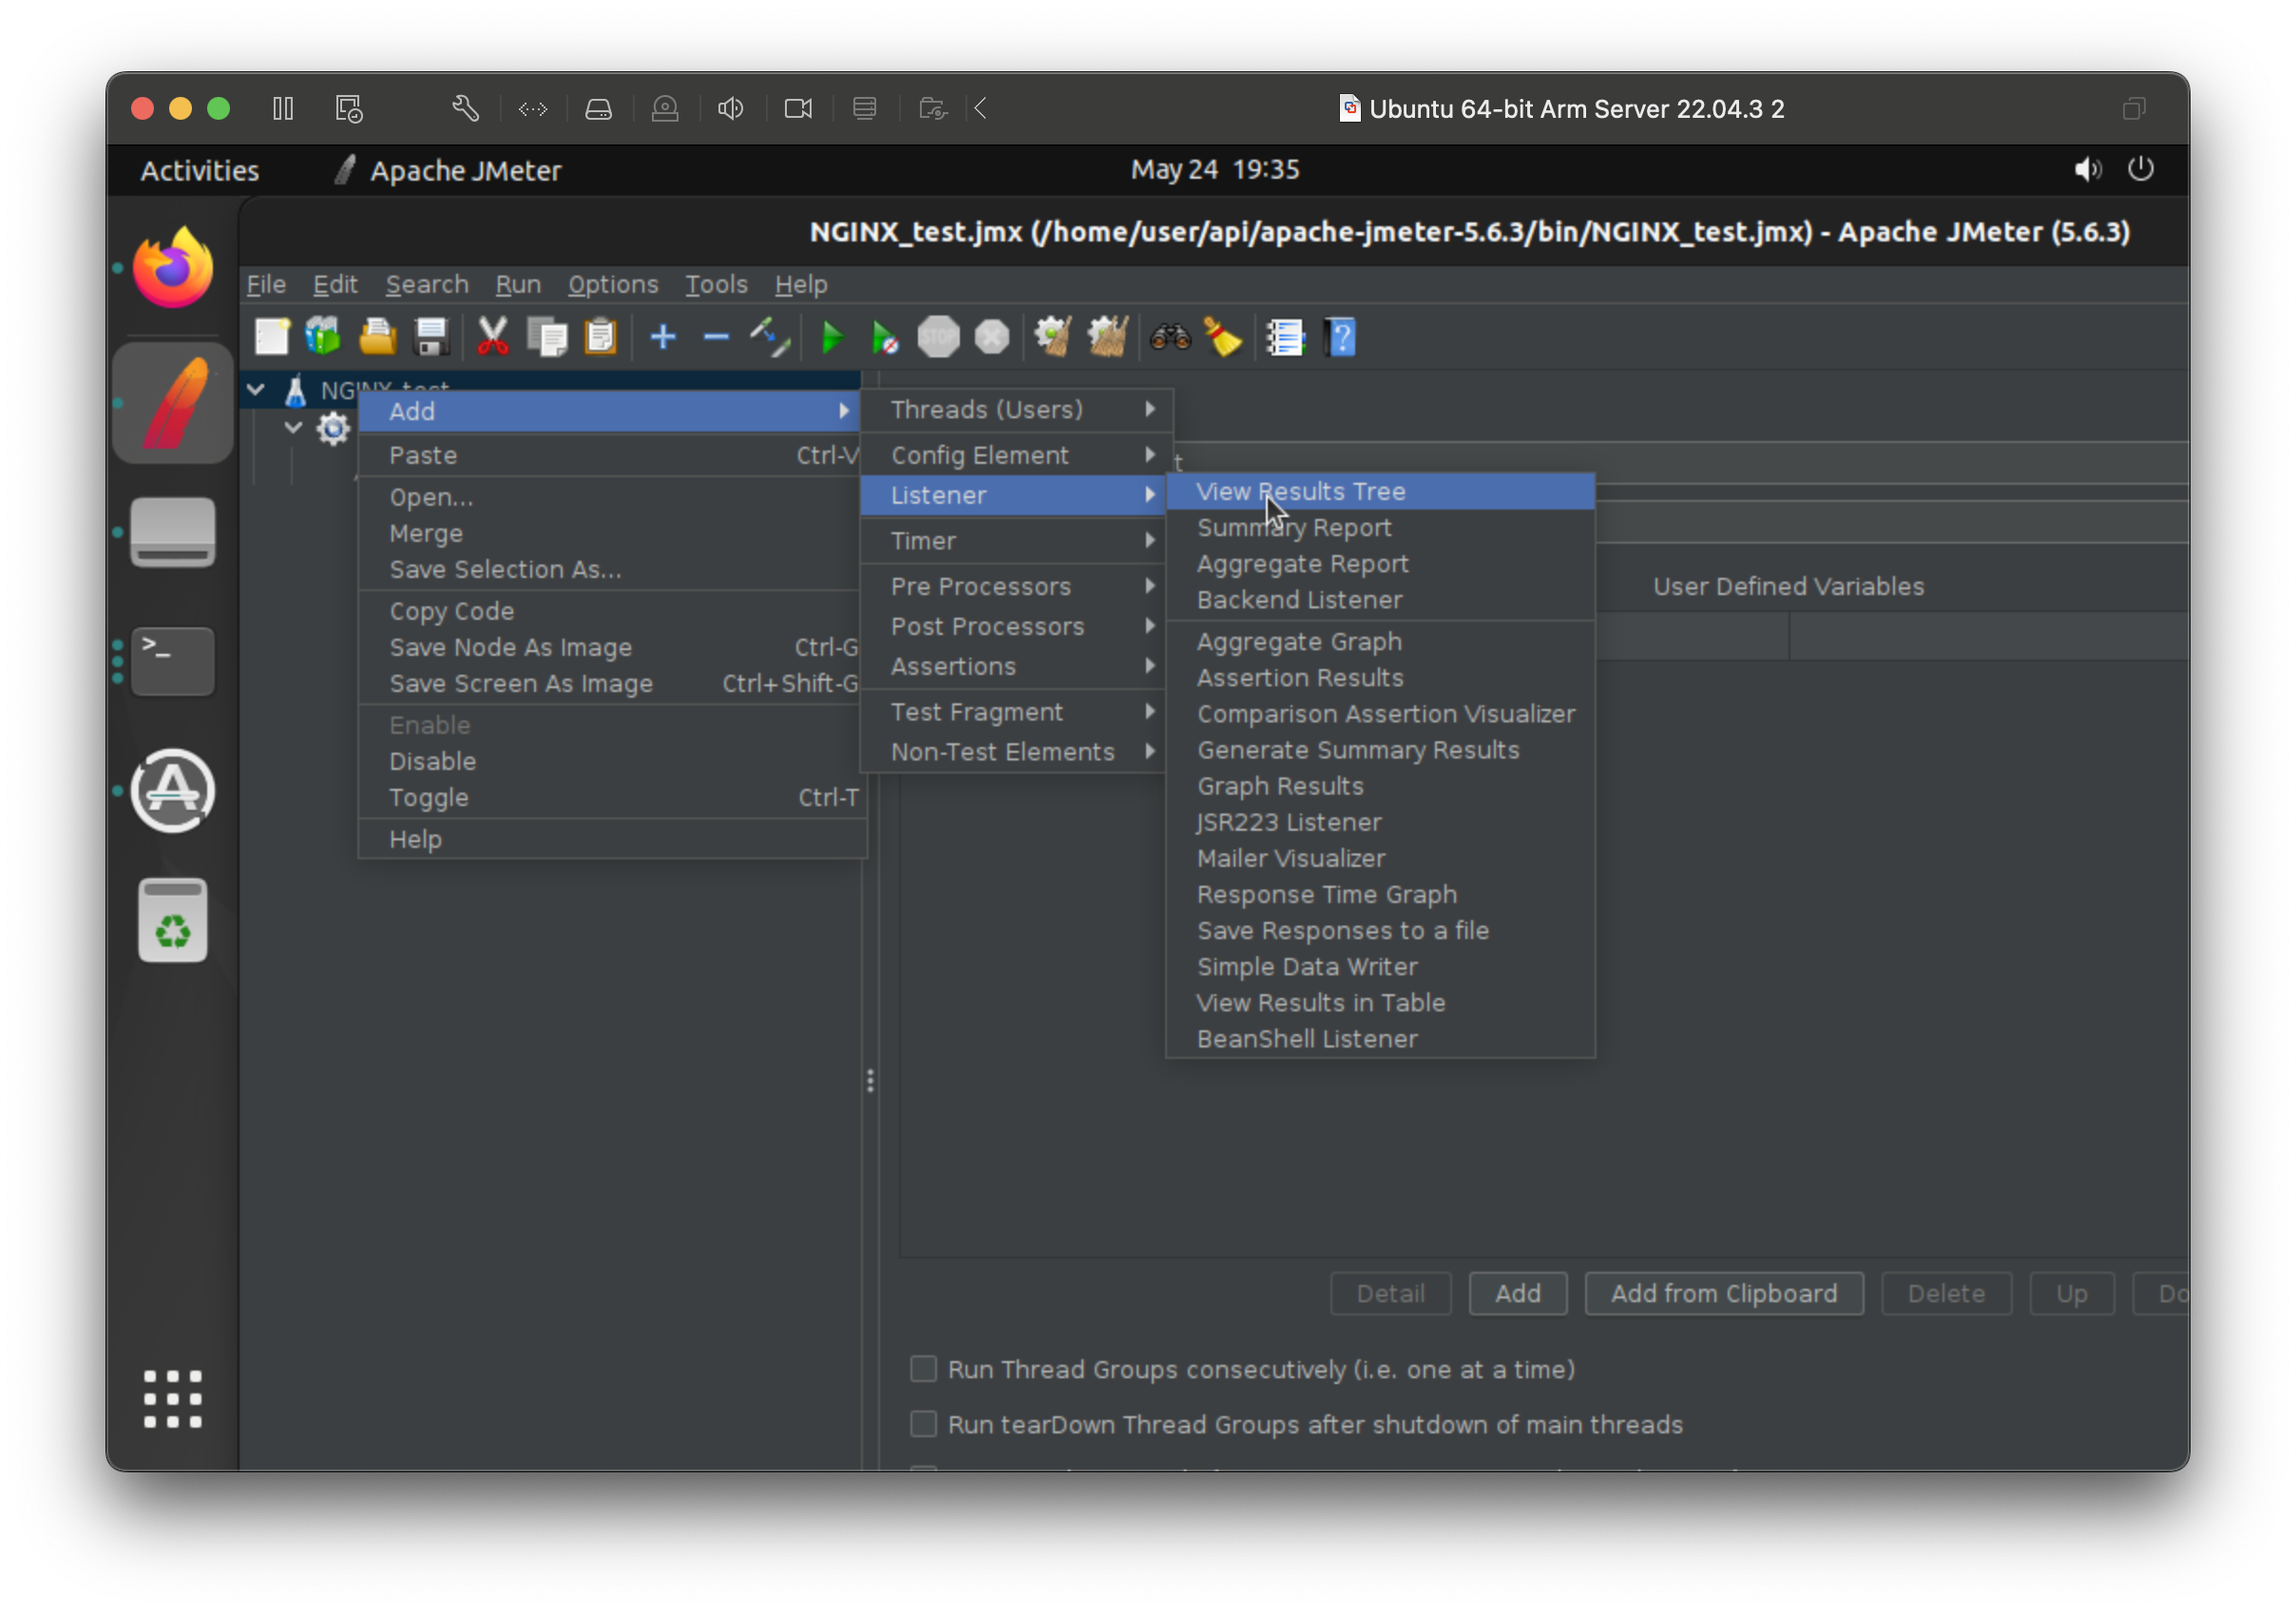 Ubuntu 64-bit Arm Server 22.04.3 2
Activities
Apache JMeter
May 24 19:35
NGINX_test.jmx (/home/user/api/apache-jmeter-5.6.3/bin/NGINX_test.jmx) - Apache JMeter (5.6.3)
File Edit Search Run Options Tools Help
STOP
?
NGINX_test
Add
Paste Ctrl-V
Open...
Merge
Save Selection As...
Copy Code
Save Node As Image Ctrl-G
Save Screen As Image Ctrl+Shift-G
Enable
Disable
Toggle Ctrl-T
Help
Threads (Users)
Config Element
Listener
Timer
Pre Processors
Post Processors
Assertions
Test Fragment
Non-Test Elements
View Results Tree
Summary Report
Aggregate Report
Backend Listener
Aggregate Graph
Assertion Results
Comparison Assertion Visualizer
Generate Summary Results
Graph Results
JSR223 Listener
Mailer Visualizer
Response Time Graph
Save Responses to a file
Simple Data Writer
View Results in Table
BeanShell Listener
t
User Defined Variables
>_
Detail Add Add from Clipboard Delete Up Do
Run Thread Groups consecutively (i.e. one at a time)
Run tearDown Thread Groups after shutdown of main threads